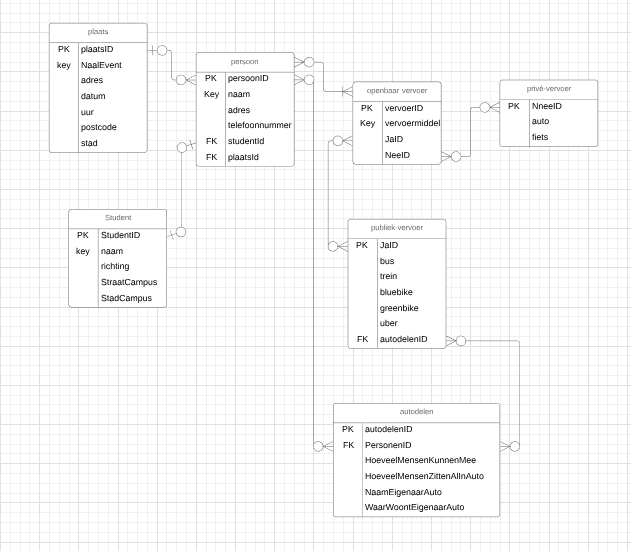 plaats
PK plaatsID
key NaalEvent
adres
datum
uur
postcode
stad
persoon
PK persoonID
Key naam
adres
telefoonnummer
FK studentId
FK plaatsId
openbaar vervoer
PK vervoerID
Key vervoermiddel
JaID
NeeID
privé-vervoer
PK NneeID
auto
fiets
Student
PK StudentID
key naam
richting
StraatCampus
StadCampus
publiek-vervoer
PK JaID
bus
trein
bluebike
greenbike
uber
FK autodelenID
autodelen
PK autodelenID
FK PersonenID
HoeveelMensenKunnenMee
HoeveelMensenZittenAlInAuto
NaamEigenaarAuto
WaarWoontEigenaarAuto